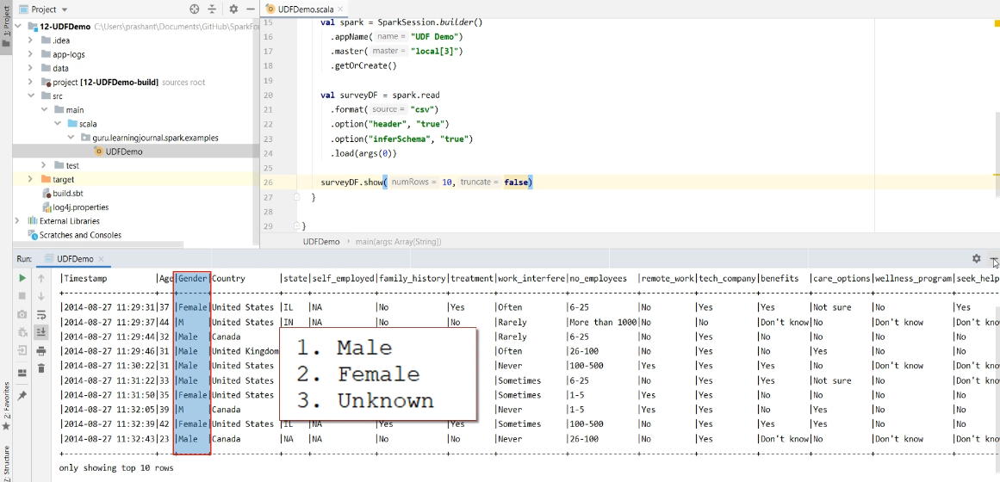 Project
UDFDemo.scala
1: Project
12-UDFDemo C:\Users\prashant\Documents\GitHub\SparkFo
.idea
app-logs
data
project [12-UDFDemo-build] sources root
src
main
scala
guru.learningjournal.spark.examples
UDFDemo
test
target
build.sbt
log4j.properties
External Libraries
Scratches and Consoles
15 val spark = SparkSession.builder()
16 .appName( name = "UDF Demo")
17 .master( master = "local[3]")
18 .getOrCreate()
19
20 val surveyDF = spark.read
21 .format( source = "csv")
22 .option("header", "true")
23 .option("inferSchema", "true")
24 .load(args(0))
25
26 surveyDF.show( numRows = 10, truncate = false)
27 }
28
29 }
UDFDemo › main(args: Array[String])
Run: UDFDemo
|Timestamp |Age|Gender|Country |state|self_employed|family_history|treatment|work_interfere|no_employees |remote_work|tech_company|benefits |care_options|wellness_program|seek_help
|2014-08-27 11:29:31|37 |Female|United States |IL |NA |No |Yes |Often |6-25 |No |Yes |Yes |Not sure |No |Yes
|2014-08-27 11:29:37|44 |M |United States |IN |NA |No |No |Rarely |More than 1000|No |No |Don't know|No |Don't know |Don't kno
|2014-08-27 11:29:44|32 |Male |Canada |Rarely |6-25 |No |Yes |No |No |No |No
|2014-08-27 11:29:46|31 |Male |United Kingdom |Often |26-100 |No |Yes |No |Yes |No |No
|2014-08-27 11:30:22|31 |Male |United States |Never |100-500 |Yes |Yes |Yes |No |Don't know |Don't kno
|2014-08-27 11:31:22|33 |Male |United States |Sometimes |6-25 |No |Yes |Yes |Not sure |No |Don't kno
|2014-08-27 11:31:50|35 |Female|United States |Sometimes |1-5 |Yes |Yes |No |No |No |No
|2014-08-27 11:32:05|39 |M |Canada |Never |1-5 |Yes |Yes |No |Yes |No |No
|2014-08-27 11:32:39|42 |Female|United States |IL |NA |Yes |Yes |Sometimes |100-500 |No |Yes |Yes |Yes |No |No
|2014-08-27 11:32:43|23 |Male |Canada |NA |NA |No |No |Never |26-100 |No |Yes |Don't know|No |Don't know |Don't kno
only showing top 10 rows
1. Male
2. Female
3. Unknown
2: Favorites
7: Structure